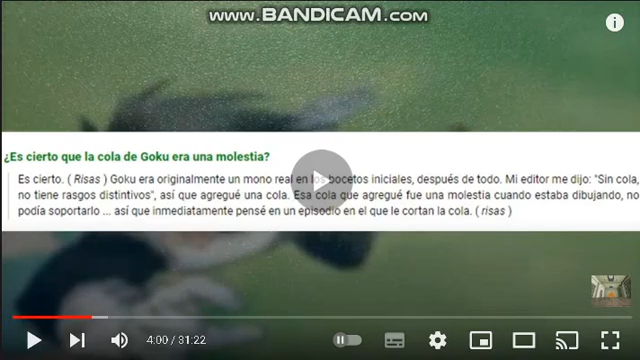 WWW.BANDICAM.COM
¿Es cierto que la cola de Goku era una molestia?
Es cierto. ( Risas ) Goku era originalmente un mono real en los bocetos iniciales, después de todo. Mi editor me dijo: "Sin cola,
no tiene rasgos distintivos", así que agregué una cola. Esa cola que agregué fue una molestia cuando estaba dibujando, no
podía soportarlo ... así que inmediatamente pensé en un episodio en el que le cortan la cola. ( risas )
4:00 / 31:22